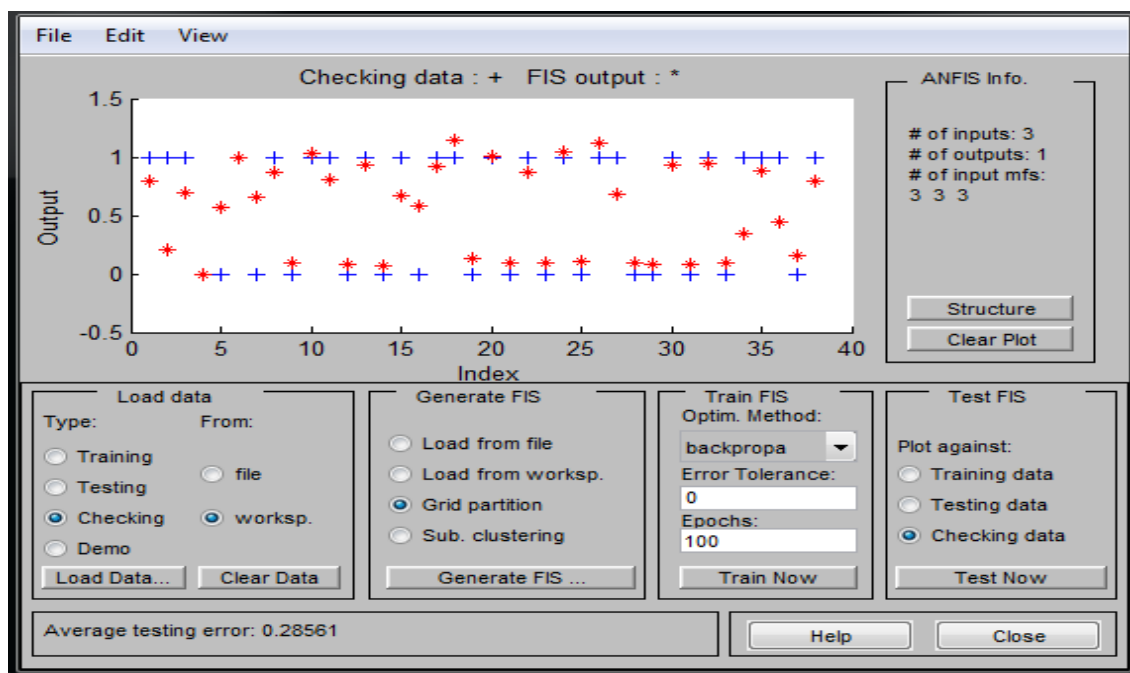 File Edit View
Checking data : + FIS output : *
1.5
1
0.5
0
-0.5
Output
0 5 10 15 20 25 30 35 40
Index
ANFIS Info.
# of inputs: 3
# of outputs: 1
# of input mfs:
3 3 3
Structure
Clear Plot
Load data
Type: From:
Training
Testing
Checking
Demo
file
worksp.
Load Data... Clear Data
Generate FIS
Load from file
Load from worksp.
Grid partition
Sub. clustering
Generate FIS ...
Train FIS
Optim. Method:
backpropa
Error Tolerance:
0
Epochs:
100
Train Now
Test FIS
Plot against:
Training data
Testing data
Checking data
Test Now
Average testing error: 0.28561
Help Close